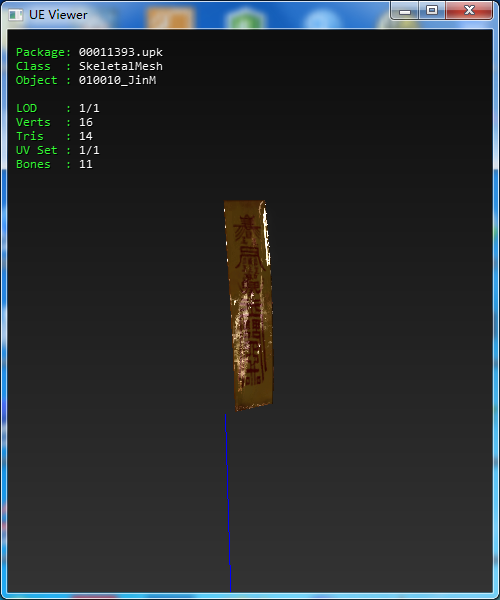 UE Viewer
Package: 00011393.upk
Class : SkeletalMesh
Object : 010010_JinM
LOD : 1/1
Verts : 16
Tris : 14
UV Set : 1/1
Bones : 11